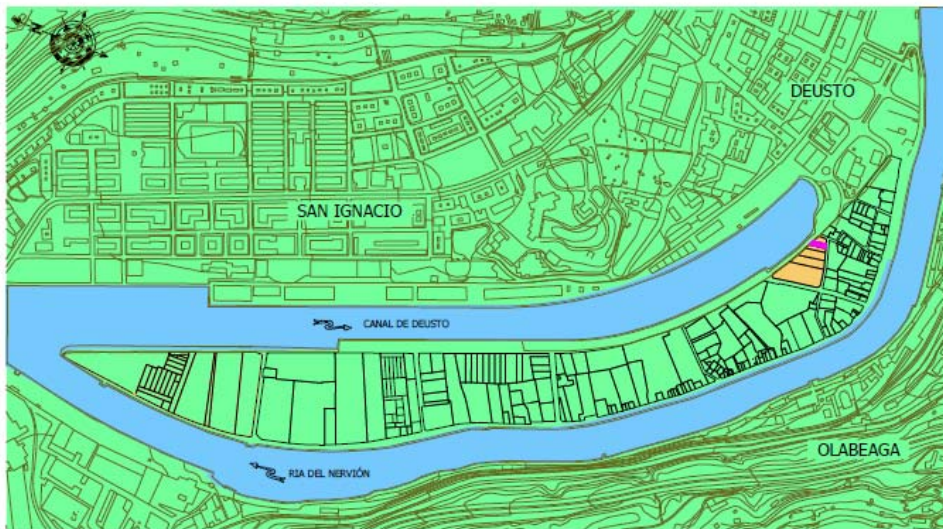 DEUSTO
SAN IGNACIO
CANAL DE DEUSTO
OLABEAGA
RIA DEL NERVIÓN